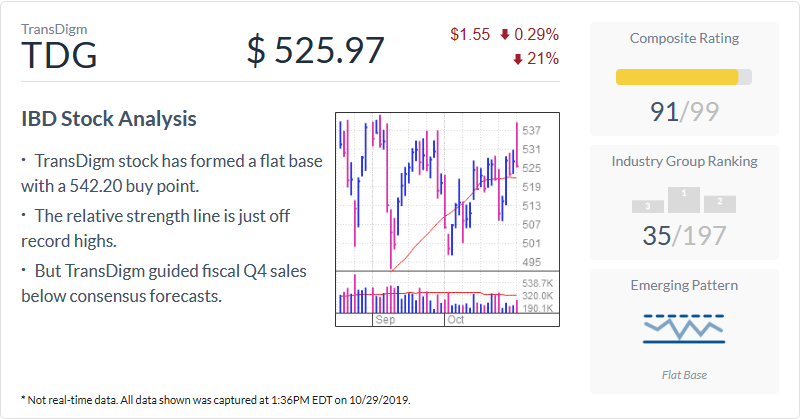 TransDigm
TDG
$ 525.97
$1.55 0.29%
21%
IBD Stock Analysis
· TransDigm stock has formed a flat base
with a 542.20 buy point.
· The relative strength line is just off
record highs.
· But TransDigm guided fiscal Q4 sales
below consensus forecasts.
537
531
525
519
513
507
501
495
538.7K
320.0K
190.1K
Sep Oct
Composite Rating
91/99
Industry Group Ranking
3 1 2
35/197
Emerging Pattern
Flat Base
* Not real-time data. All data shown was captured at 1:36PM EDT on 10/29/2019.